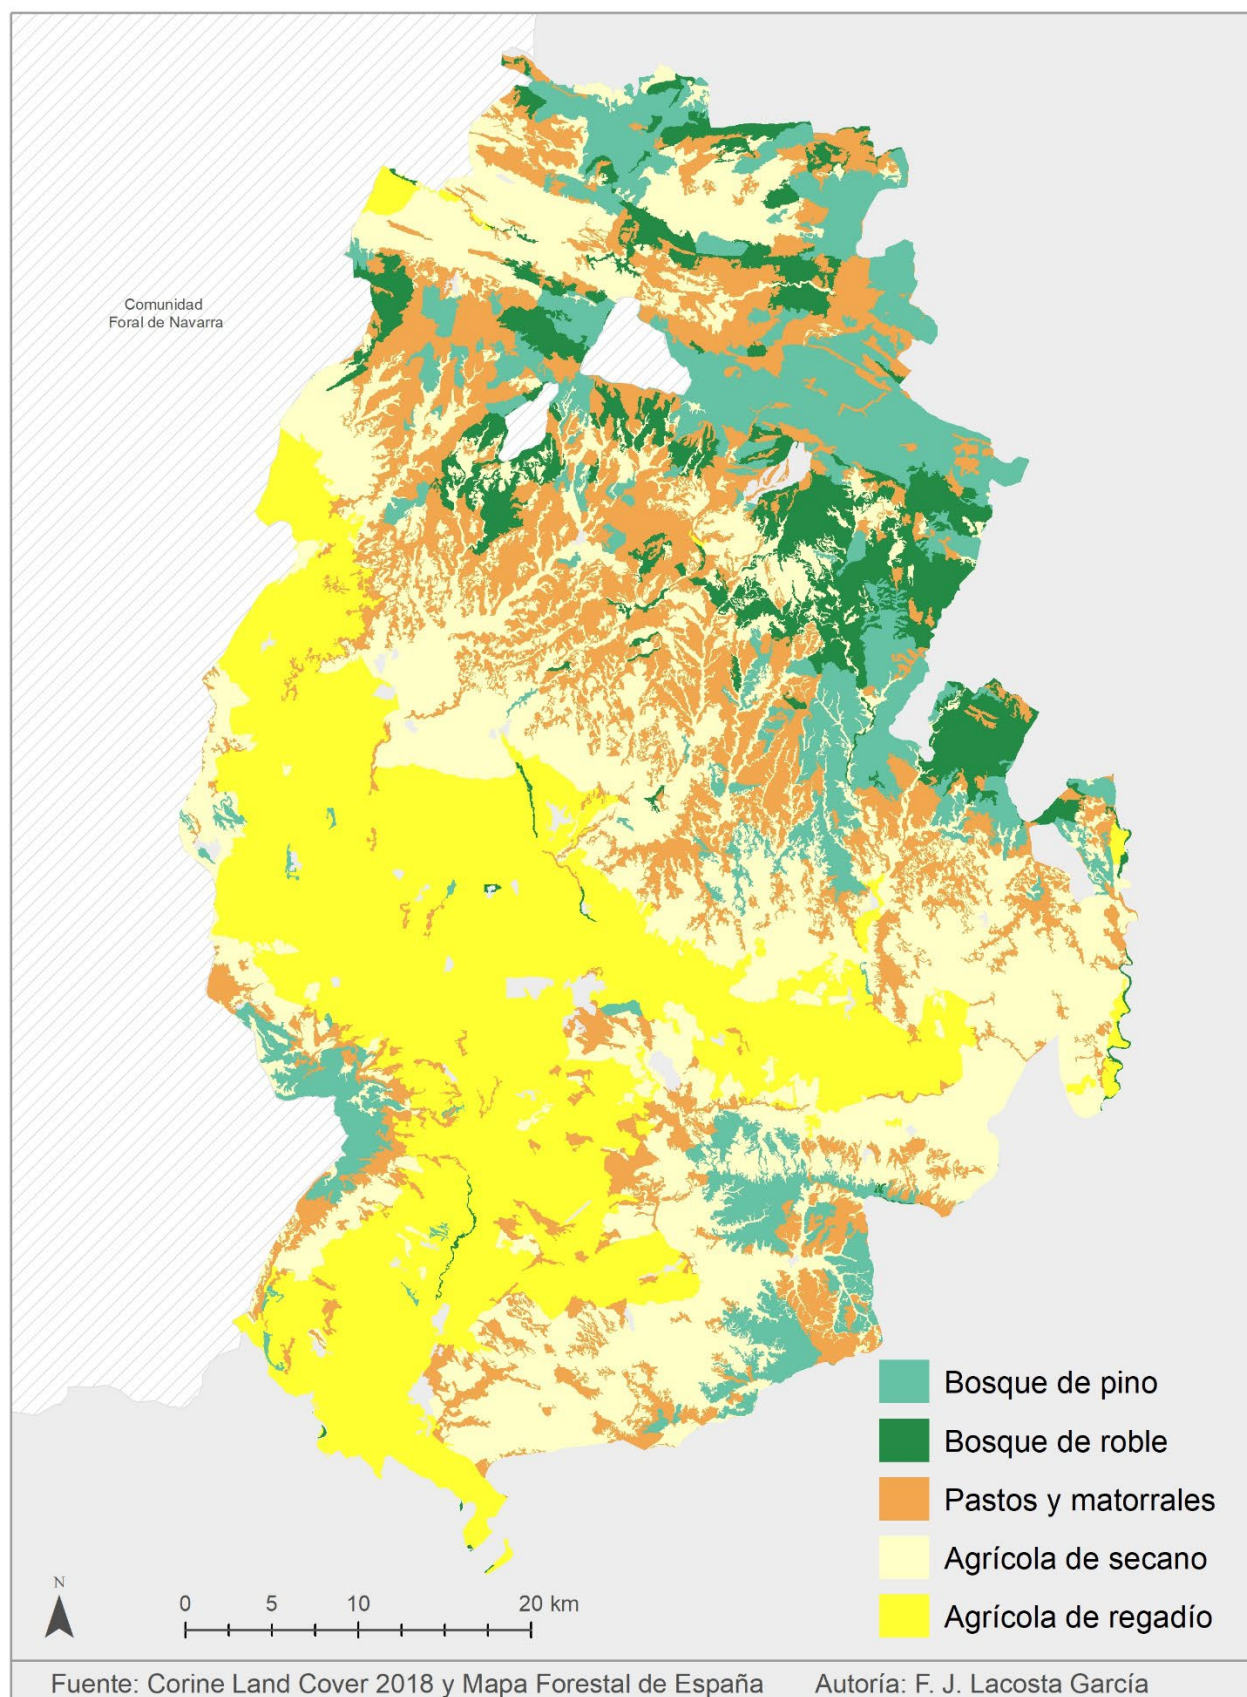 Comunidad
Foral de Navarra
Bosque de pino
Bosque de roble
Pastos y matorrales
Agrícola de secano
Agrícola de regadío
N
0 5 10 20 km
Fuente: Corine Land Cover 2018 y Mapa Forestal de España Autoría: F. J. Lacosta García